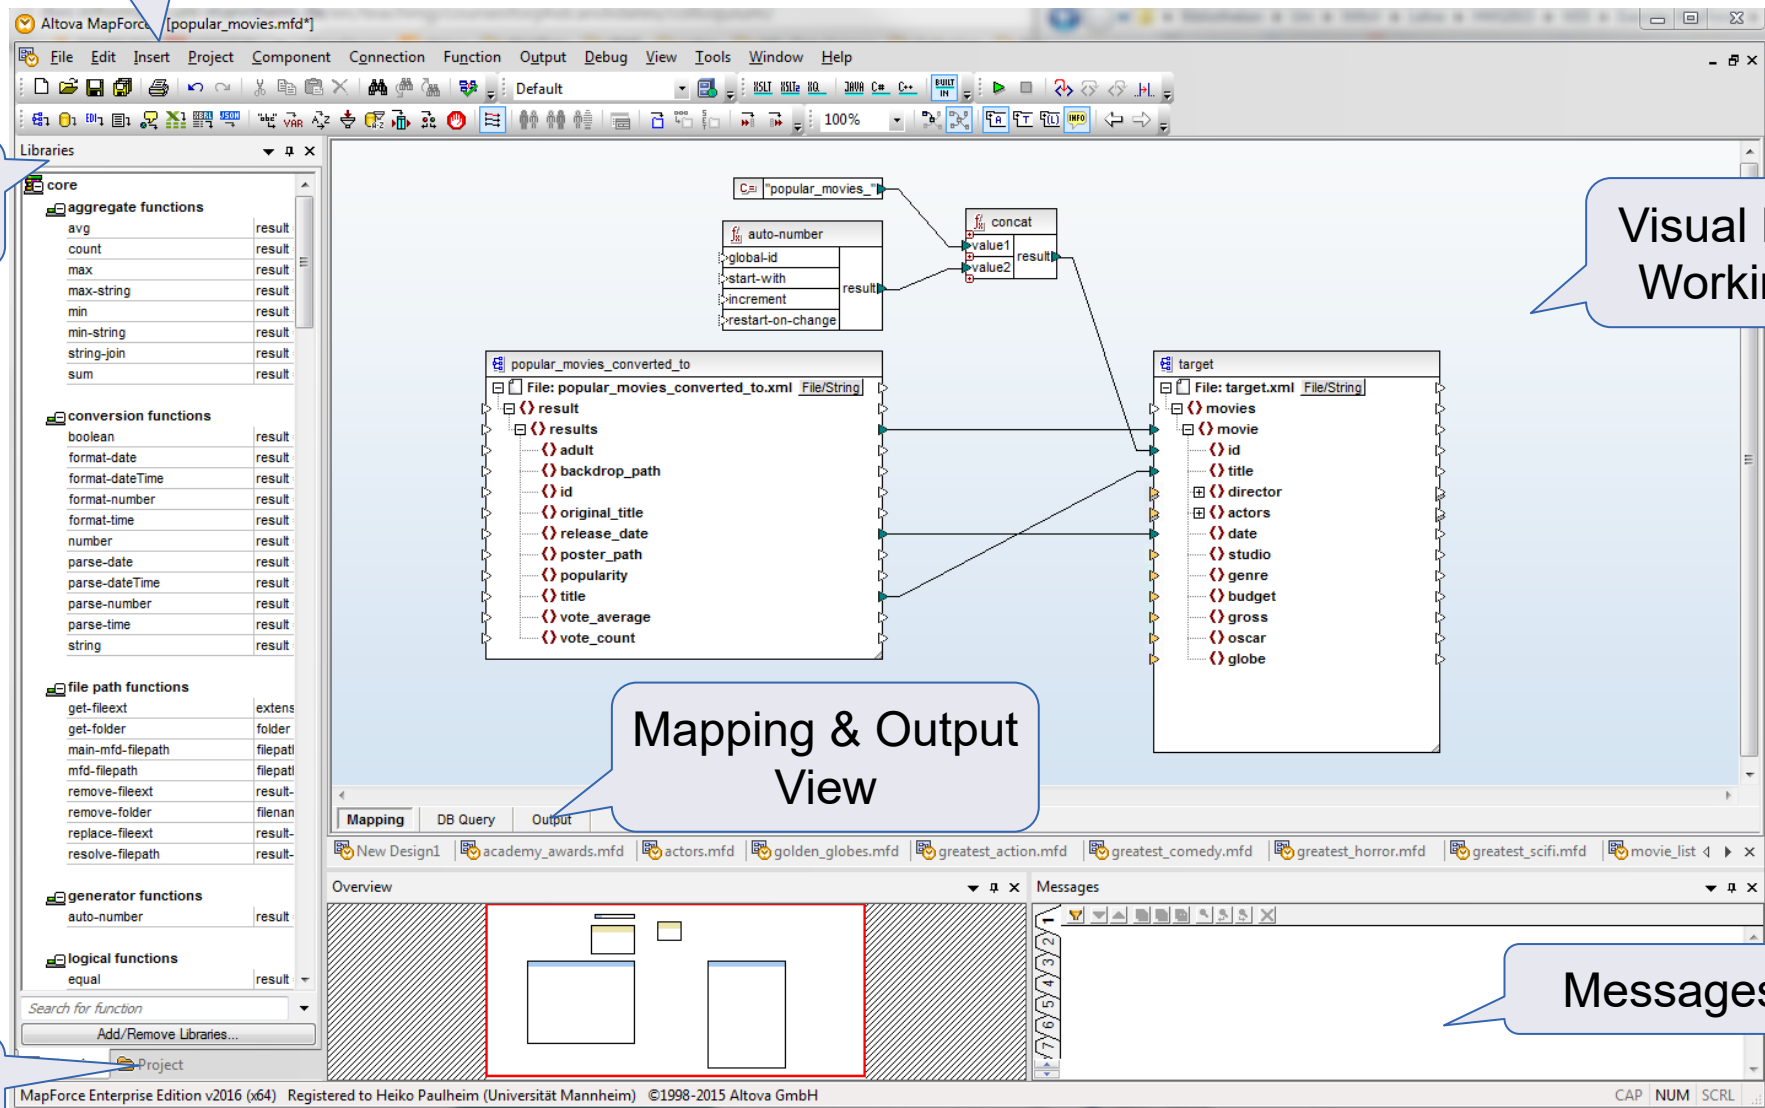 Altova MapForce [popular_movies.mfd*]
File Edit Insert Project Component Connection Function Output Debug View Tools Window Help
Default
XSLT XSLT2 XQ JAVA C# C++ BUILT IN
100%
Libraries
core
aggregate functions
avg result
count result
max result
max-string result
min result
min-string result
string-join result
sum result
conversion functions
boolean result
format-date result
format-dateTime result
format-number result
format-time result
number result
parse-date result
parse-dateTime result
parse-number result
parse-time result
string result
file path functions
get-fileext extens
get-folder folder
main-mfd-filepath filepatl
mfd-filepath filepatl
remove-fileext result-
remove-folder filenan
replace-fileext result-
resolve-filepath result-
generator functions
auto-number result
logical functions
equal result
Search for function
Add/Remove Libraries...
Project
C= "popular_movies_"
auto-number
global-id
start-with
increment
restart-on-change
result
concat
value1
value2
result
popular_movies_converted_to
File: popular_movies_converted_to.xml File/String
result
results
adult
backdrop_path
id
original_title
release_date
poster_path
popularity
title
vote_average
vote_count
target
File: target.xml File/String
movies
movie
id
title
director
actors
date
studio
genre
budget
gross
oscar
globe
Visual
Workin
Mapping & Output
View
Mapping DB Query Output
New Design1 academy_awards.mfd actors.mfd golden_globes.mfd greatest_action.mfd greatest_comedy.mfd greatest_horror.mfd greatest_scifi.mfd movie_list
Overview
Messages
1
2
3
4
5
6
7
Messages
MapForce Enterprise Edition v2016 (x64) Registered to Heiko Paulheim (Universität Mannheim) ©1998-2015 Altova GmbH
CAP NUM SCRL